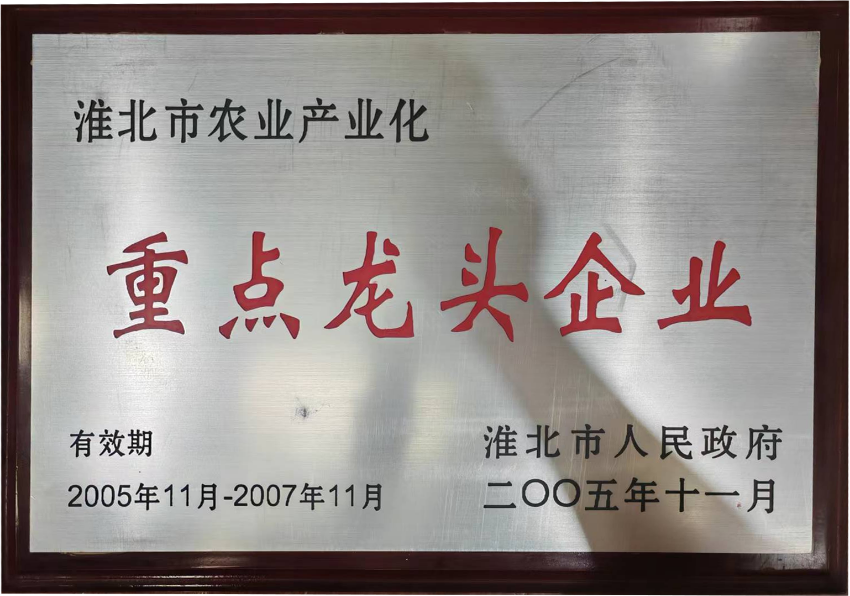 淮北市农业产业化
重点龙头企业
有效期
2005年11月-2007年11月
淮北市人民政府
二〇〇五年十一月